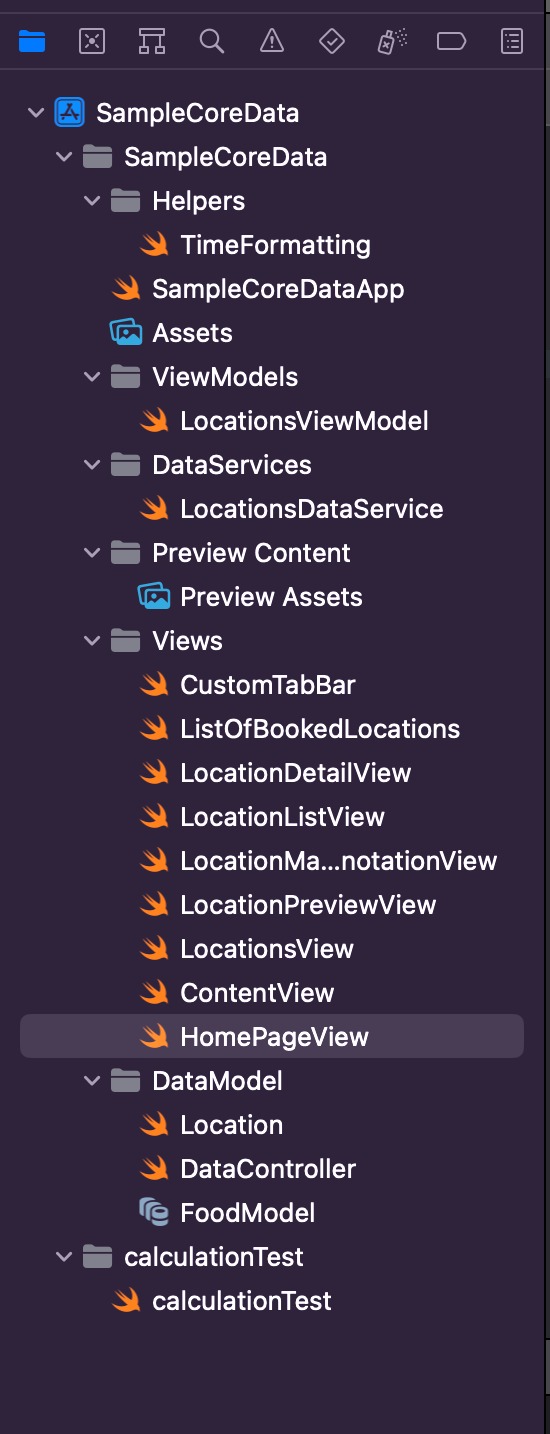 SampleCoreData
SampleCoreData
Helpers
TimeFormatting
SampleCoreDataApp
Assets
ViewModels
LocationsViewModel
DataServices
LocationsDataService
Preview Content
Preview Assets
Views
CustomTabBar
ListOfBookedLocations
LocationDetailView
LocationListView
LocationMa...notationView
LocationPreviewView
LocationsView
ContentView
HomePageView
DataModel
Location
DataController
FoodModel
calculationTest
calculationTest